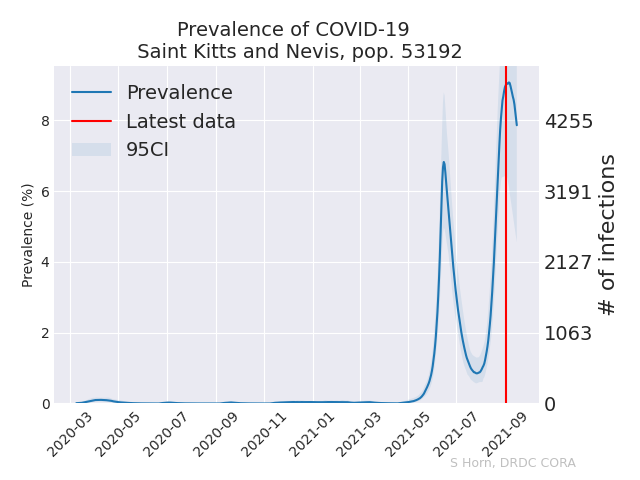 Prevalence of COVID-19
Saint Kitts and Nevis, pop. 53192
Prevalence
Latest data
95CI
Prevalence (%)
8
6
4
2
0
4255
3191
2127
1063
0
# of infections
2020-03
2020-05
2020-07
2020-09
2020-11
2021-01
2021-03
2021-05
2021-07
2021-09
S Horn, DRDC CORA